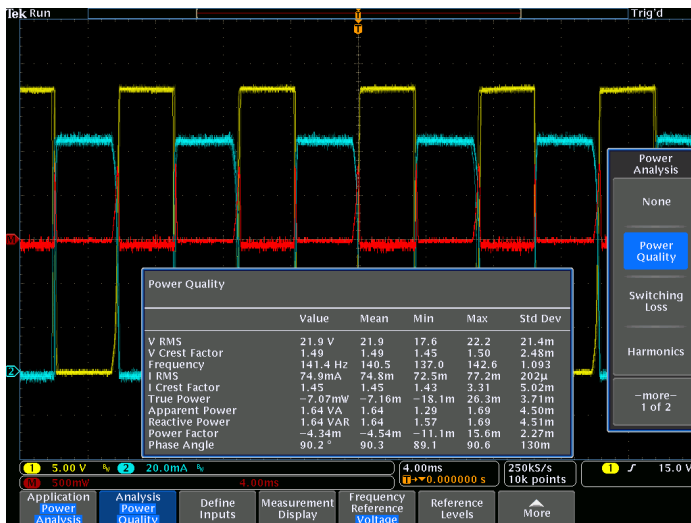 Tek Run Trig'd
T
M
2
Power
Analysis
None
Power
Quality
Switching
Loss
Harmonics
—more—
1 of 2
Power Quality
Value Mean Min Max Std Dev
V RMS 21.9 V 21.9 17.6 22.2 21.4m
V Crest Factor 1.49 1.49 1.45 1.50 2.48m
Frequency 141.4 Hz 140.5 137.0 142.6 1.093
I RMS 74.9mA 74.8m 72.5m 77.2m 202µ
I Crest Factor 1.45 1.45 1.43 3.31 5.02m
True Power −7.07mW −7.16m −18.1m 26.3m 3.71m
Apparent Power 1.64 VA 1.64 1.29 1.69 4.50m
Reactive Power 1.64 VAR 1.64 1.57 1.69 4.51m
Power Factor −4.34m −4.54m −11.1m 15.6m 2.27m
Phase Angle 90.2 ° 90.3 89.1 90.6 130m
1 5.00 V BW 2 20.0mA BW 4.00ms 250kS/s 1 15.0 V
M 300mW 4.00ms T→▼0.000000 s 10k points
Application
Power
Analysis
Analysis
Power
Quality
Define
Inputs
Measurement
Display
Frequency
Reference
Voltage
Reference
Levels
More